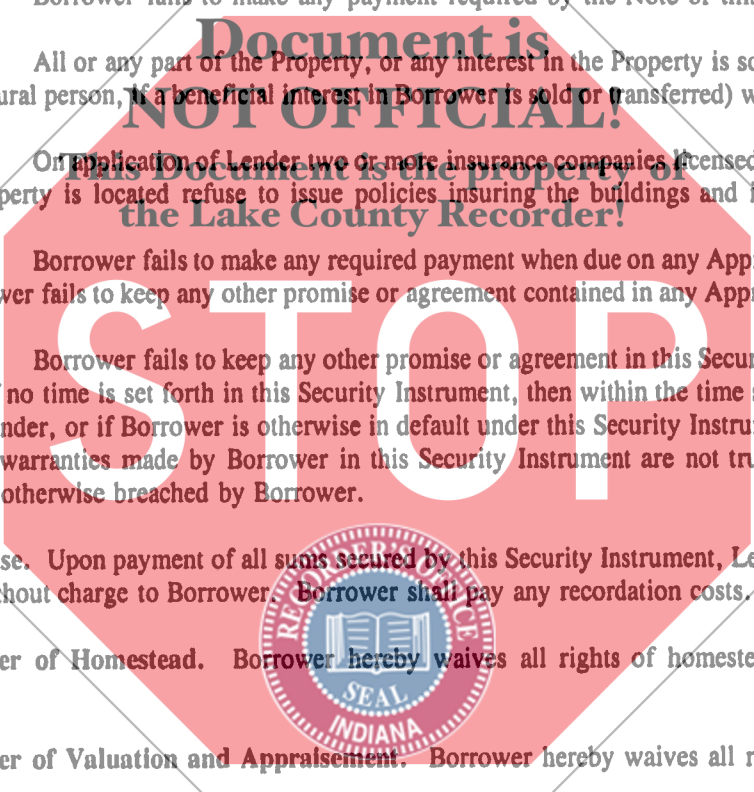 Borrower fails to make any payment required by the Note or this
Document is
All or any part of the Property, or any interest in the Property is so
ural person, if a beneficial interest in Borrower is sold or transferred) w
NOT OFFICIAL!
On application of Lender two or more insurance companies licensed
This Document is the property of
perty is located refuse to issue policies insuring the buildings and i
the Lake County Recorder!
Borrower fails to make any required payment when due on any Appr
wer fails to keep any other promise or agreement contained in any Appr
STOP
Borrower fails to keep any other promise or agreement in this Secur
no time is set forth in this Security Instrument, then within the time s
nder, or if Borrower is otherwise in default under this Security Instru
warranties made by Borrower in this Security Instrument are not tru
otherwise breached by Borrower.
se. Upon payment of all sums secured by this Security Instrument, Le
hout charge to Borrower. Borrower shall pay any recordation costs.
RECORDER'S OFFICE
er of Homestead. Borrower hereby waives all rights of homeste
SEAL
INDIANA
er of Valuation and Appraisement. Borrower hereby waives all r